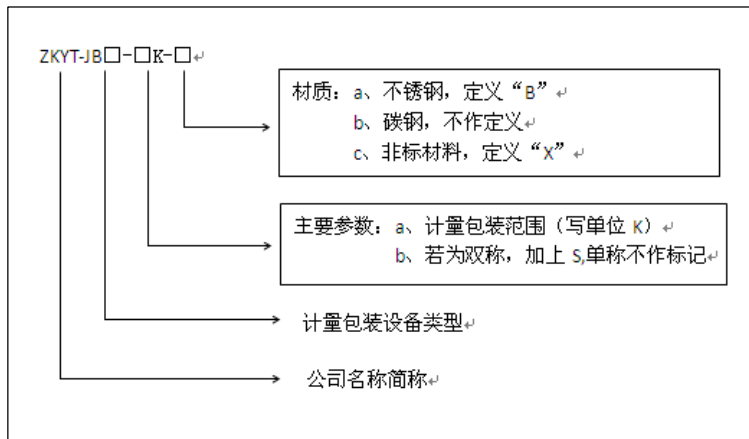 ZKYT-JB□-□K-□↵
材质：a、不锈钢，定义“B”↵
b、碳钢，不作定义↵
c、非标材料，定义“X”↵
主要参数：a、计量包装范围（写单位 K）↵
b、若为双称，加上 S,单称不作标记↵
计量包装设备类型↵
公司名称简称↵